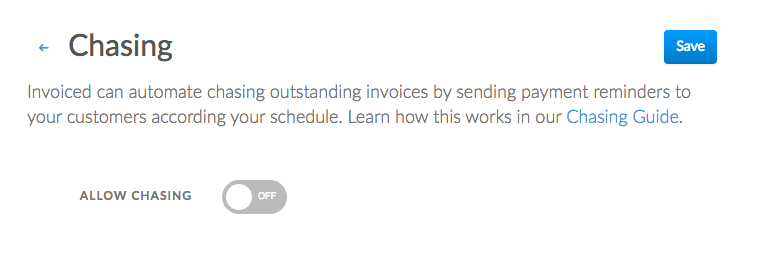 Chasing
Save
Invoiced can automate chasing outstanding invoices by sending payment reminders to
your customers according your schedule. Learn how this works in our Chasing Guide.
ALLOW CHASING
OFF